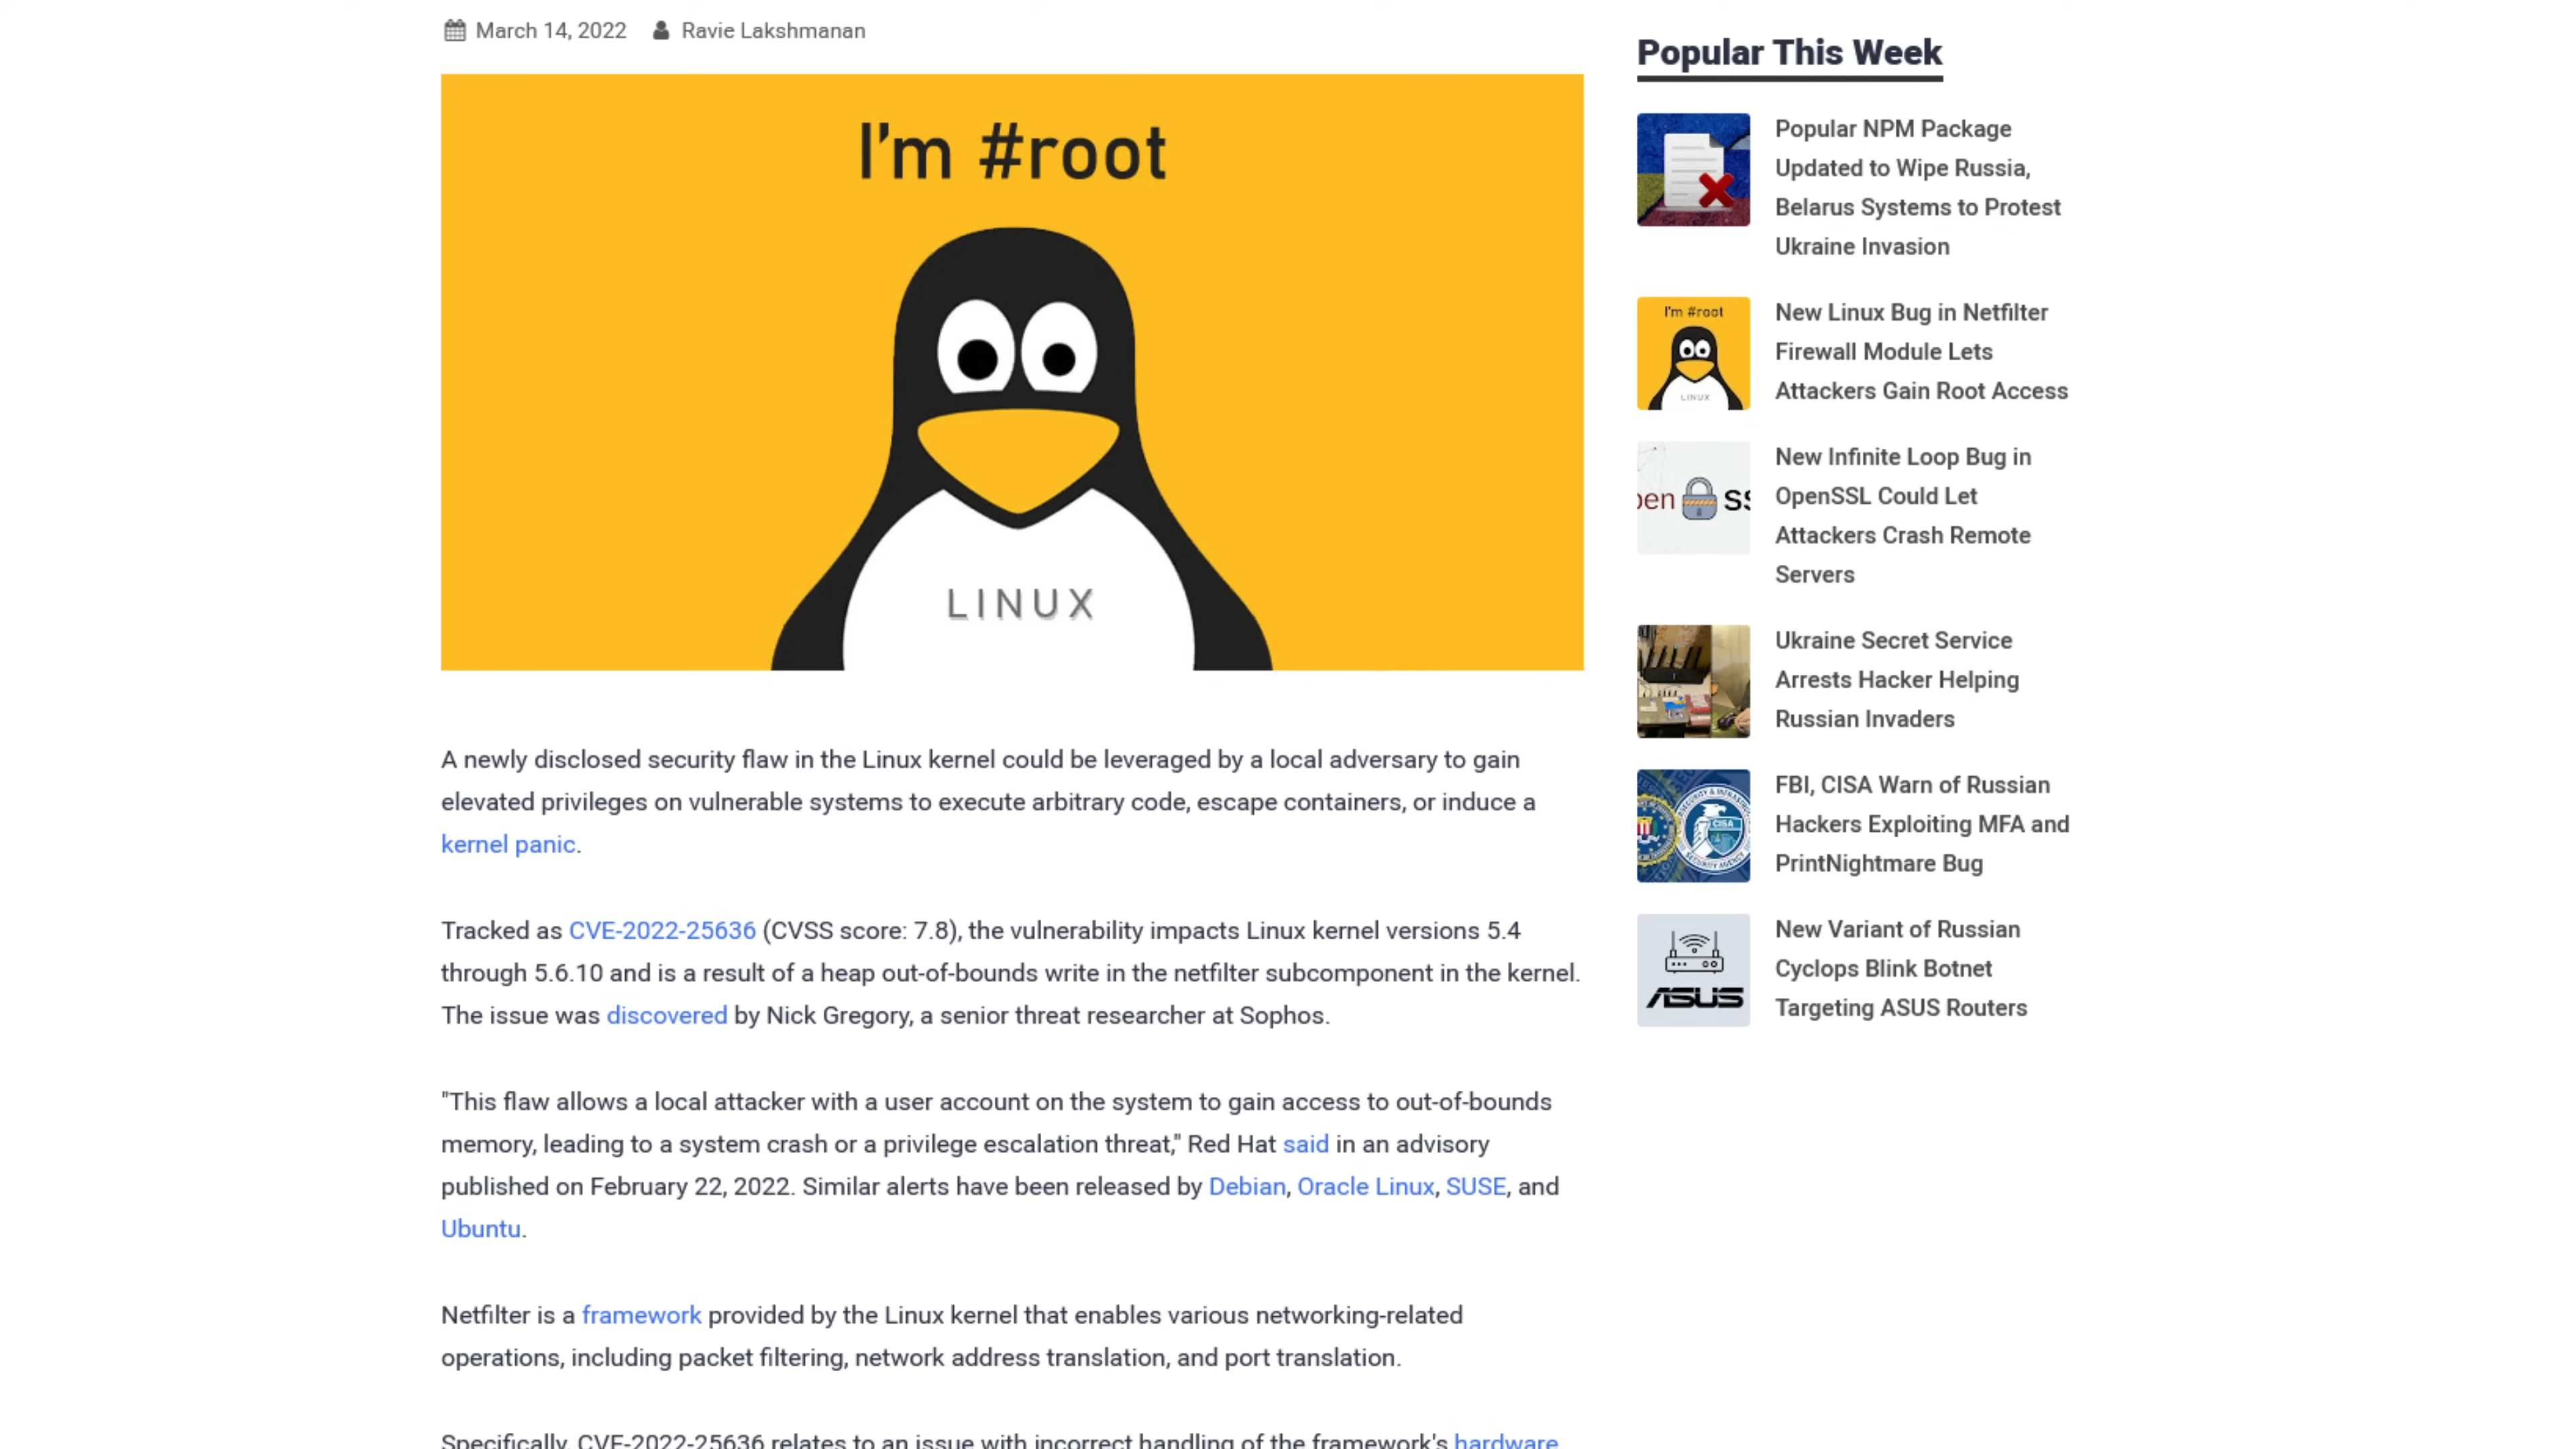 March 14, 2022 Ravie Lakshmanan
I'm #root
LINUX
A newly disclosed security flaw in the Linux kernel could be leveraged by a local adversary to gain
elevated privileges on vulnerable systems to execute arbitrary code, escape containers, or induce a
kernel panic.
Tracked as CVE-2022-25636 (CVSS score: 7.8), the vulnerability impacts Linux kernel versions 5.4
through 5.6.10 and is a result of a heap out-of-bounds write in the netfilter subcomponent in the kernel.
The issue was discovered by Nick Gregory, a senior threat researcher at Sophos.
"This flaw allows a local attacker with a user account on the system to gain access to out-of-bounds
memory, leading to a system crash or a privilege escalation threat," Red Hat said in an advisory
published on February 22, 2022. Similar alerts have been released by Debian, Oracle Linux, SUSE, and
Ubuntu.
Netfilter is a framework provided by the Linux kernel that enables various networking-related
operations, including packet filtering, network address translation, and port translation.
Specifically, CVE-2022-25636 relates to an issue with incorrect handling of the framework's hardware
Popular This Week
Popular NPM Package
Updated to Wipe Russia,
Belarus Systems to Protest
Ukraine Invasion
I'm #root
LINUX
New Linux Bug in Netfilter
Firewall Module Lets
Attackers Gain Root Access
pen SS
New Infinite Loop Bug in
OpenSSL Could Let
Attackers Crash Remote
Servers
Ukraine Secret Service
Arrests Hacker Helping
Russian Invaders
CISA
FBI, CISA Warn of Russian
Hackers Exploiting MFA and
PrintNightmare Bug
ASUS
New Variant of Russian
Cyclops Blink Botnet
Targeting ASUS Routers